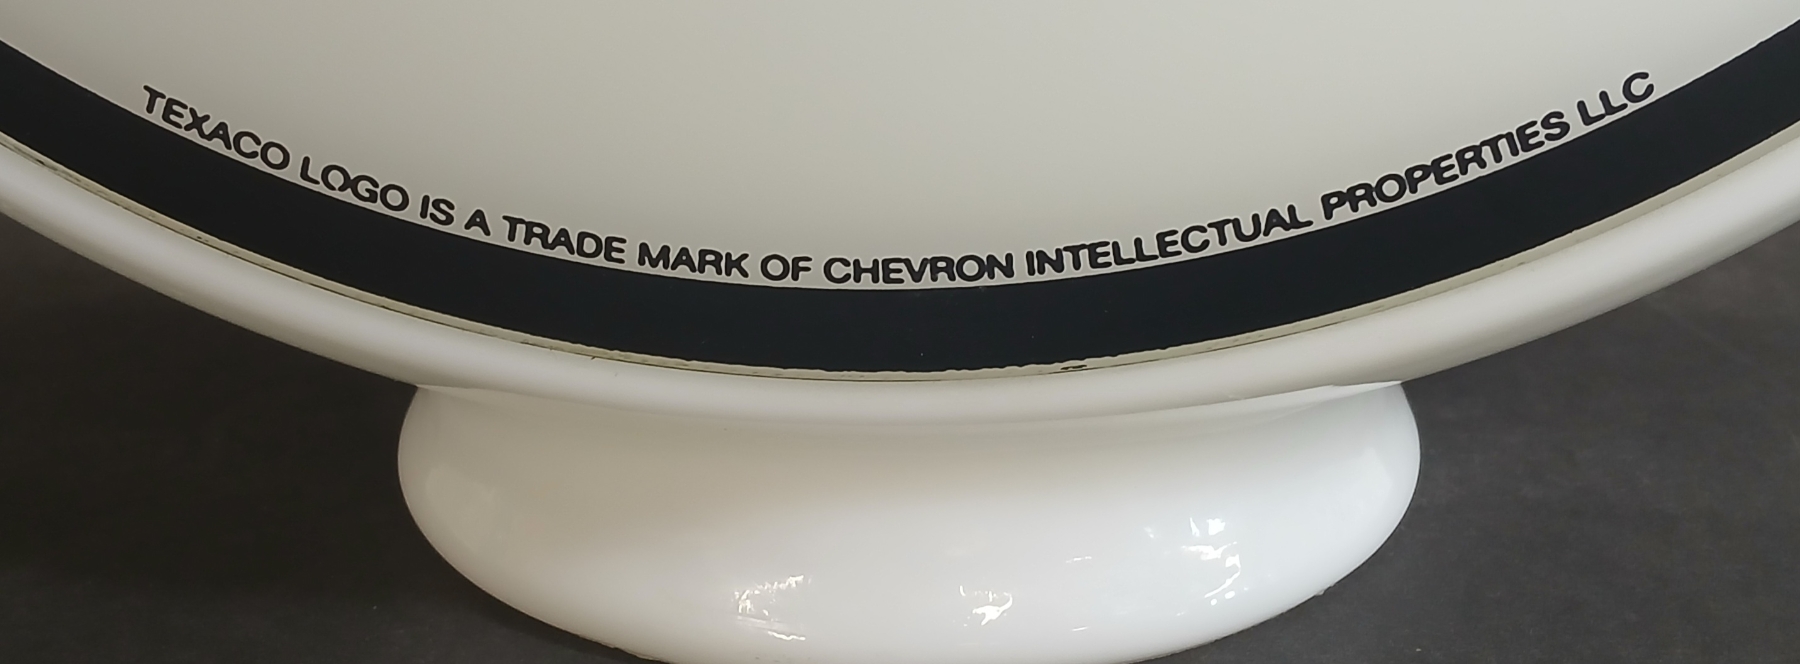 TEXACO LOGO IS A TRADE MARK OF CHEVRON INTELLECTUAL PROPERTIES LLC